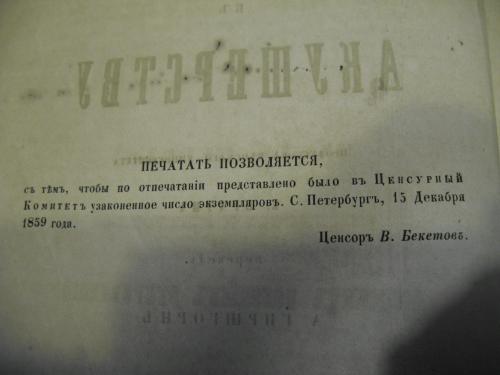 ПЕЧАТАТЬ ПОЗВОЛЯЕТСЯ,
съ тѣмъ, чтобы по отпечатаніи представлено было въ Ценсурный
Комитетъ узаконенное число экземпляровъ. С. Петербургъ, 15 Декабря
1859 года.
Ценсоръ В. Бекетовъ.